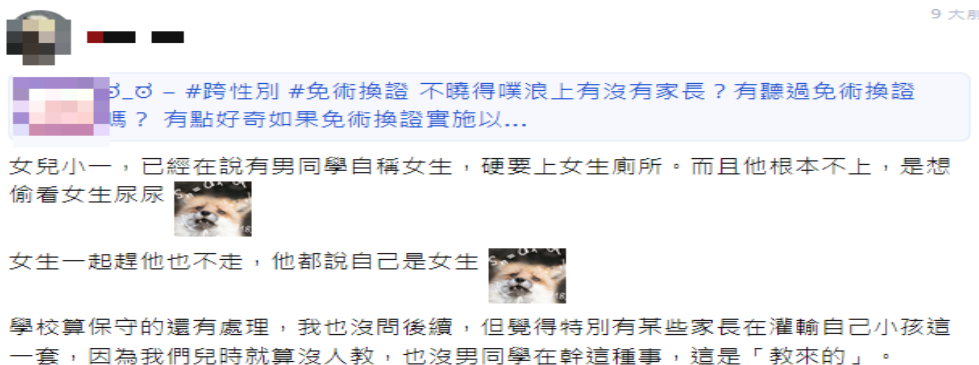 9 大前
ठ_ठ – #跨性別 #免術換證 不曉得噗浪上有沒有家長？有聽過免術換證
嗎？ 有點好奇如果免術換證實施以...
女兒小一，已經在說有男同學自稱女生，硬要上女生廁所。而且他根本不上，是想
偷看女生尿尿
女生一起趕他也不走，他都說自己是女生
學校算保守的還有處理，我也沒問後續，但覺得特別有某些家長在灌輸自己小孩這
一套，因為我們兒時就算沒人教，也沒男同學在幹這種事，這是「教來的」。